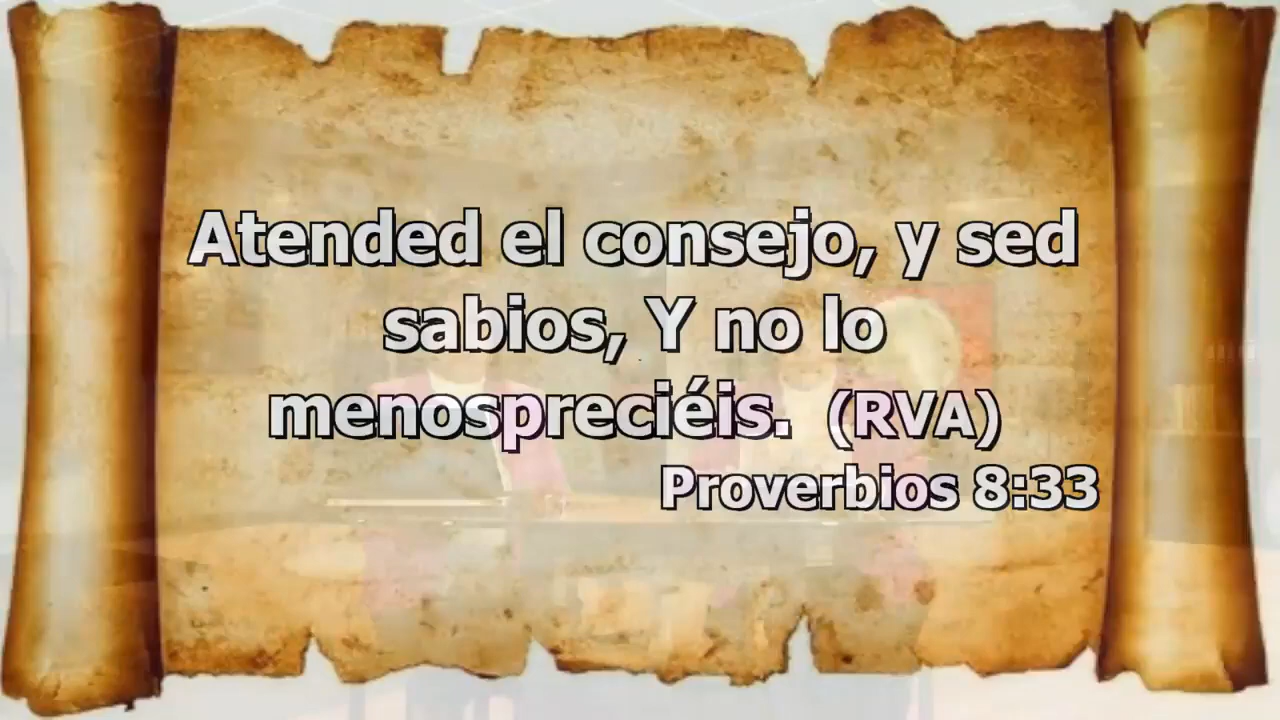 Atended el consejo, y sed
sabios, Y no lo
menospreciéis. (RVA)
Proverbios 8:33